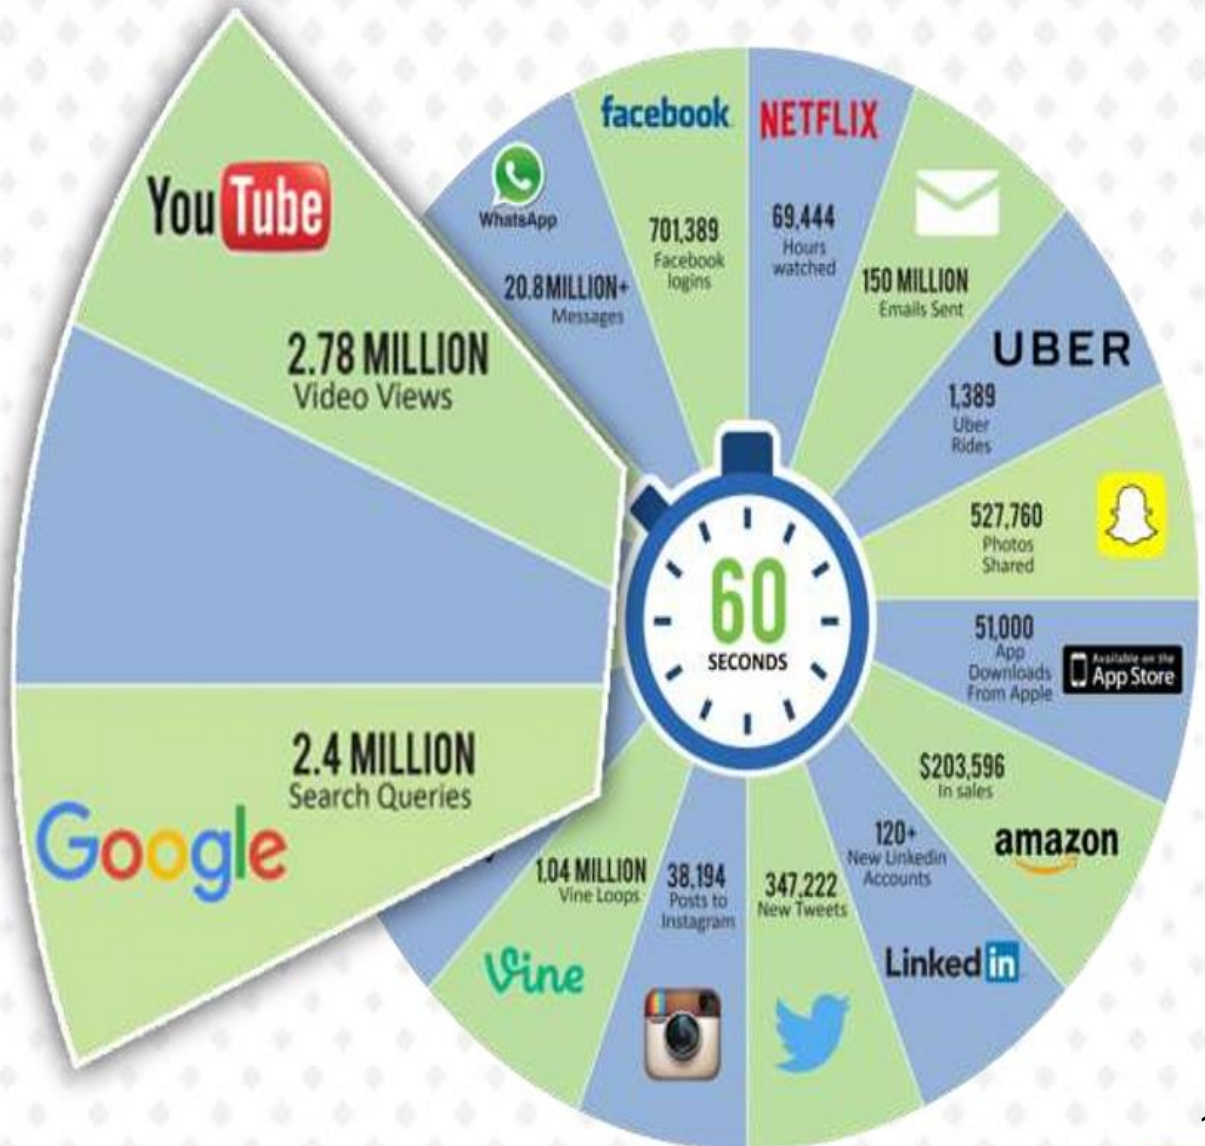 YouTube
2.78 MILLION
Video Views
2.4 MILLION
Search Queries
Google
WhatsApp
20.8 MILLION+
Messages
facebook
701,389
Facebook
logins
NETFLIX
69,444
Hours
watched
150 MILLION
Emails Sent
UBER
1,389
Uber
Rides
527,760
Photos
Shared
51,000
App
Downloads
From Apple
Available on the
App Store
$203,596
In sales
amazon
120+
New Linkedin
Accounts
Linked in
347,222
New Tweets
38,194
Posts to
Instagram
1.04 MILLION
Vine Loops
Vine
60
SECONDS